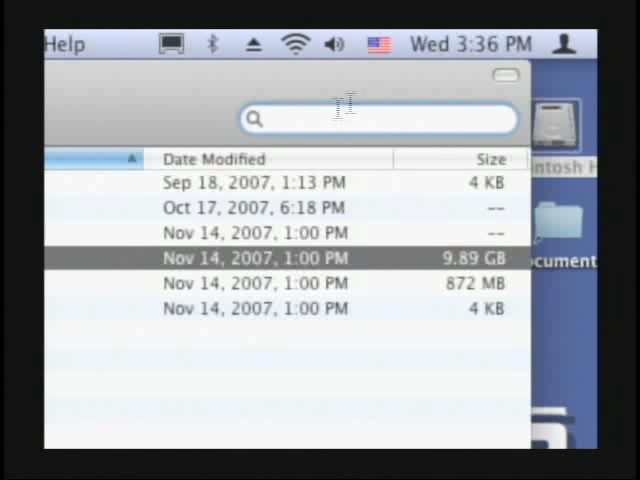 Help Wed 3:36 PM
Date Modified Size
Sep 18, 2007, 1:13 PM 4 KB
Oct 17, 2007, 6:18 PM --
Nov 14, 2007, 1:00 PM --
Nov 14, 2007, 1:00 PM 9.89 GB
Nov 14, 2007, 1:00 PM 872 MB
Nov 14, 2007, 1:00 PM 4 KB
intosh H
ocument